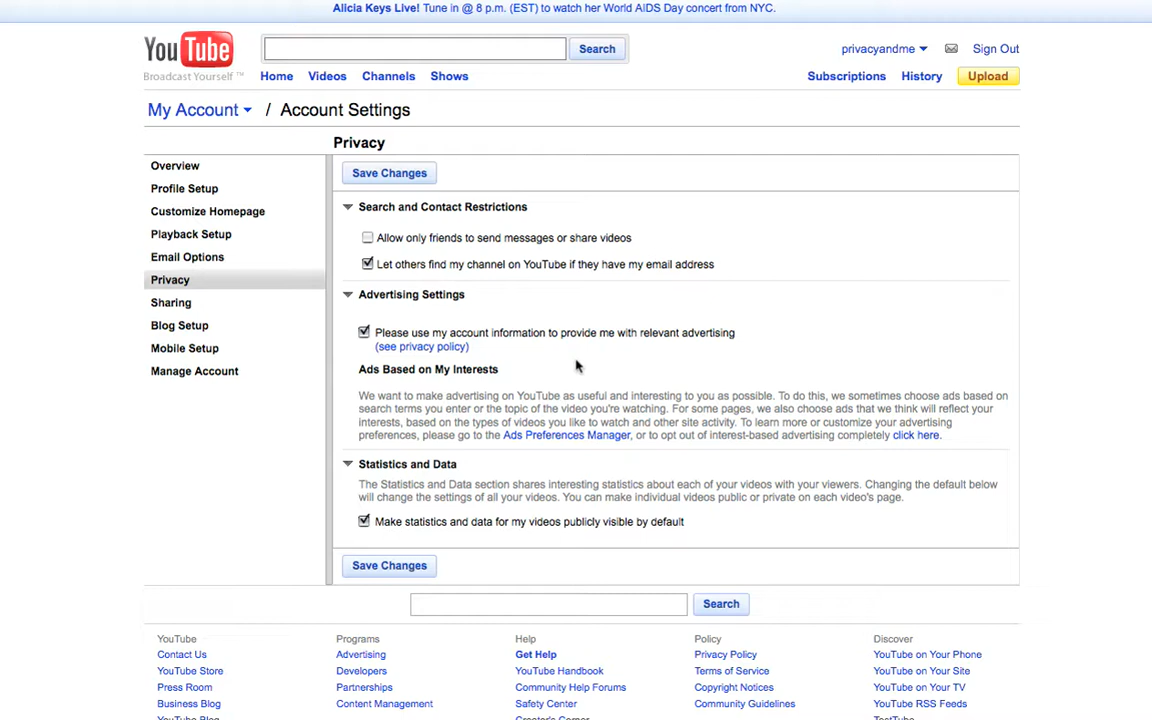 Alicia Keys Live! Tune in @ 8 p.m. (EST) to watch her World AIDS Day concert from NYC.
YouTube
Broadcast Yourself™
Search
privacyandme
Sign Out
Home Videos Channels Shows
Subscriptions History Upload
My Account / Account Settings
Privacy
Overview
Profile Setup
Customize Homepage
Playback Setup
Email Options
Privacy
Sharing
Blog Setup
Mobile Setup
Manage Account
Save Changes
Search and Contact Restrictions
Allow only friends to send messages or share videos
Let others find my channel on YouTube if they have my email address
Advertising Settings
Please use my account information to provide me with relevant advertising
(see privacy policy)
Ads Based on My Interests
We want to make advertising on YouTube as useful and interesting to you as possible. To do this, we sometimes choose ads based on
search terms you enter or the topic of the video you're watching. For some pages, we also choose ads that we think will reflect your
interests, based on the types of videos you like to watch and other site activity. To learn more or customize your advertising
preferences, please go to the Ads Preferences Manager, or to opt out of interest-based advertising completely click here.
Statistics and Data
The Statistics and Data section shares interesting statistics about each of your videos with your viewers. Changing the default below
will change the settings of all your videos. You can make individual videos public or private on each video's page.
Make statistics and data for my videos publicly visible by default
Save Changes
Search
YouTube
Contact Us
YouTube Store
Press Room
Business Blog
YouTube Blog
Programs
Advertising
Developers
Partnerships
Content Management
Help
Get Help
YouTube Handbook
Community Help Forums
Safety Center
Creator's Corner
Policy
Privacy Policy
Terms of Service
Copyright Notices
Community Guidelines
Discover
YouTube on Your Phone
YouTube on Your Site
YouTube on Your TV
YouTube RSS Feeds
TestTube